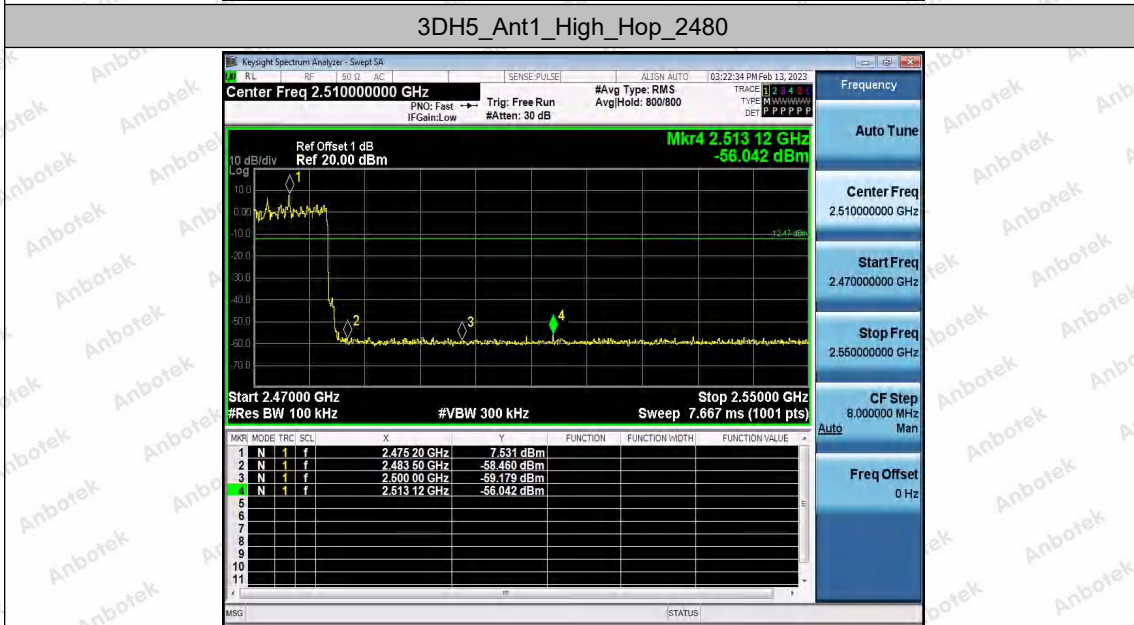 3DH5_Ant1_High_Hop_2480
Keysight Spectrum Analyzer - Swept SA
RL RF 50 Ω AC SENSE:PULSE ALIGN AUTO 03:22:34 PM Feb 13, 2023
Center Freq 2.510000000 GHz
PNO: Fast
IFGain:Low
Trig: Free Run
#Atten: 30 dB
#Avg Type: RMS
Avg|Hold: 800/800
TRACE 1 2 3 4 5 6
TYPE M WWWWW
DET P P P P P P
Frequency
Mkr4 2.513 12 GHz
-56.042 dBm
Ref Offset 1 dB
10 dB/div Ref 20.00 dBm
Log
10.0
0.00
-10.0
-20.0
-30.0
-40.0
-50.0
-60.0
-70.0
1
2
3
4
-12.47 dBm
Start 2.47000 GHz Stop 2.55000 GHz
#Res BW 100 kHz #VBW 300 kHz Sweep 7.667 ms (1001 pts)
MKR MODE TRC SCL X Y FUNCTION FUNCTION WIDTH FUNCTION VALUE
1 N 1 f 2.475 20 GHz 7.531 dBm
2 N 1 f 2.483 50 GHz -58.460 dBm
3 N 1 f 2.500 00 GHz -59.179 dBm
4 N 1 f 2.513 12 GHz -56.042 dBm
5
6
7
8
9
10
11
MSG STATUS
Auto Tune
Center Freq
2.510000000 GHz
Start Freq
2.470000000 GHz
Stop Freq
2.550000000 GHz
CF Step
8.000000 MHz
Auto Man
Freq Offset
0 Hz
Anbotek